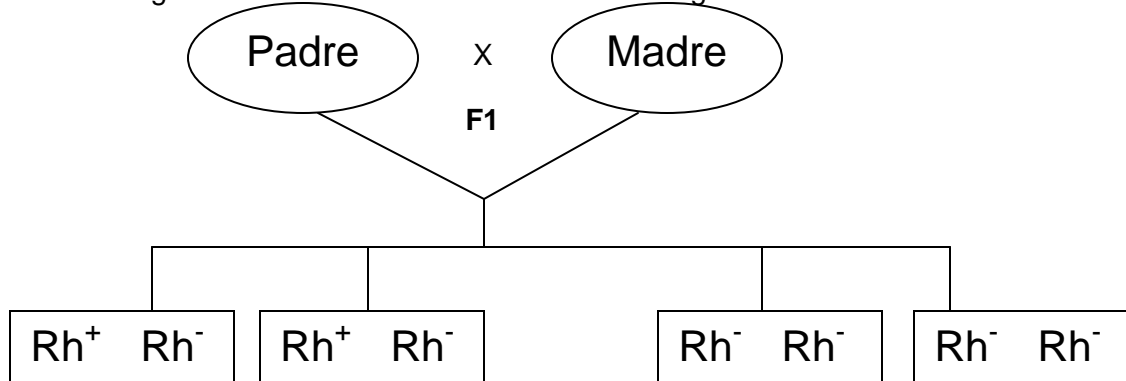 Padre X Madre
F1
Rh⁺ Rh⁻ Rh⁺ Rh⁻ Rh⁻ Rh⁻ Rh⁻ Rh⁻